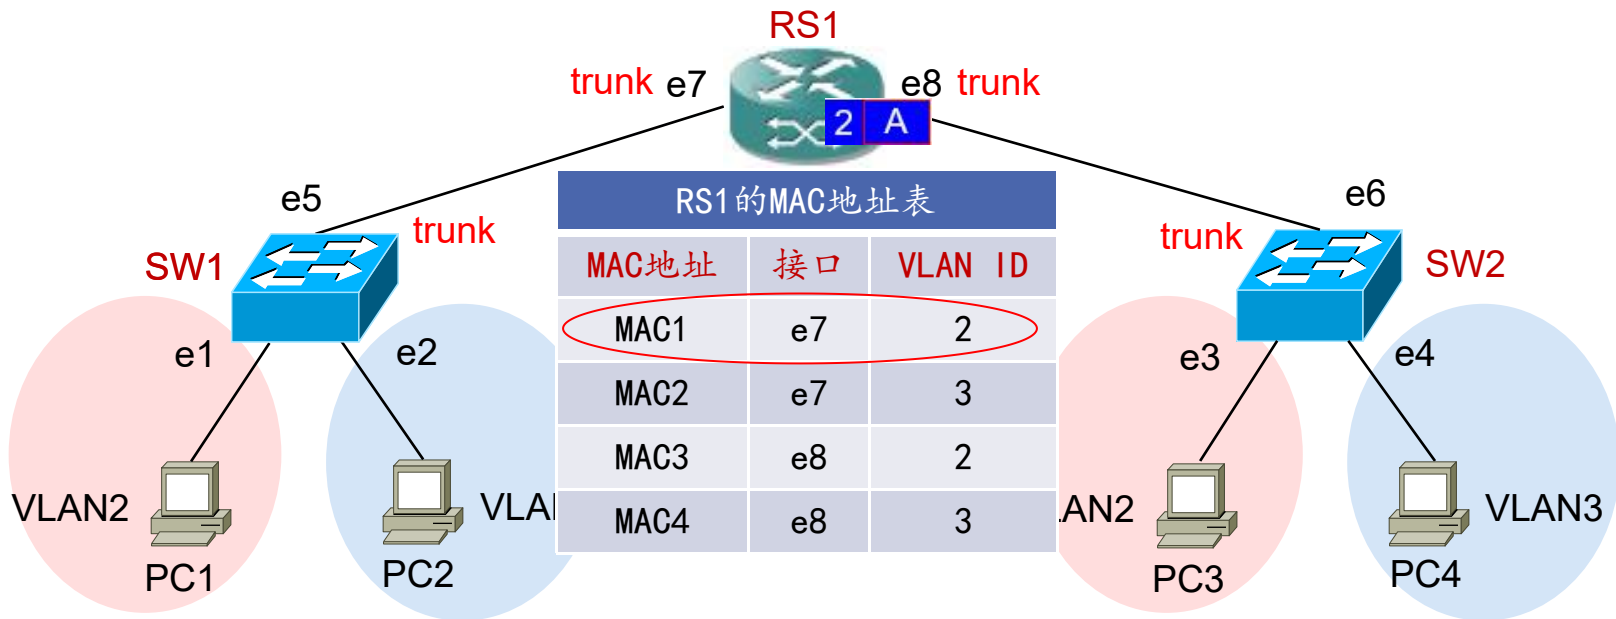 RS1
trunk e7
e8 trunk
2 A
e5
trunk
SW1
RS1的MAC地址表
MAC地址 接口 VLAN ID
MAC1 e7 2
MAC2 e7 3
MAC3 e8 2
MAC4 e8 3
e6
trunk
SW2
e1
e2
e3
e4
VLAN2
PC1
PC2
VLAN2
PC3
VLAN3
PC4